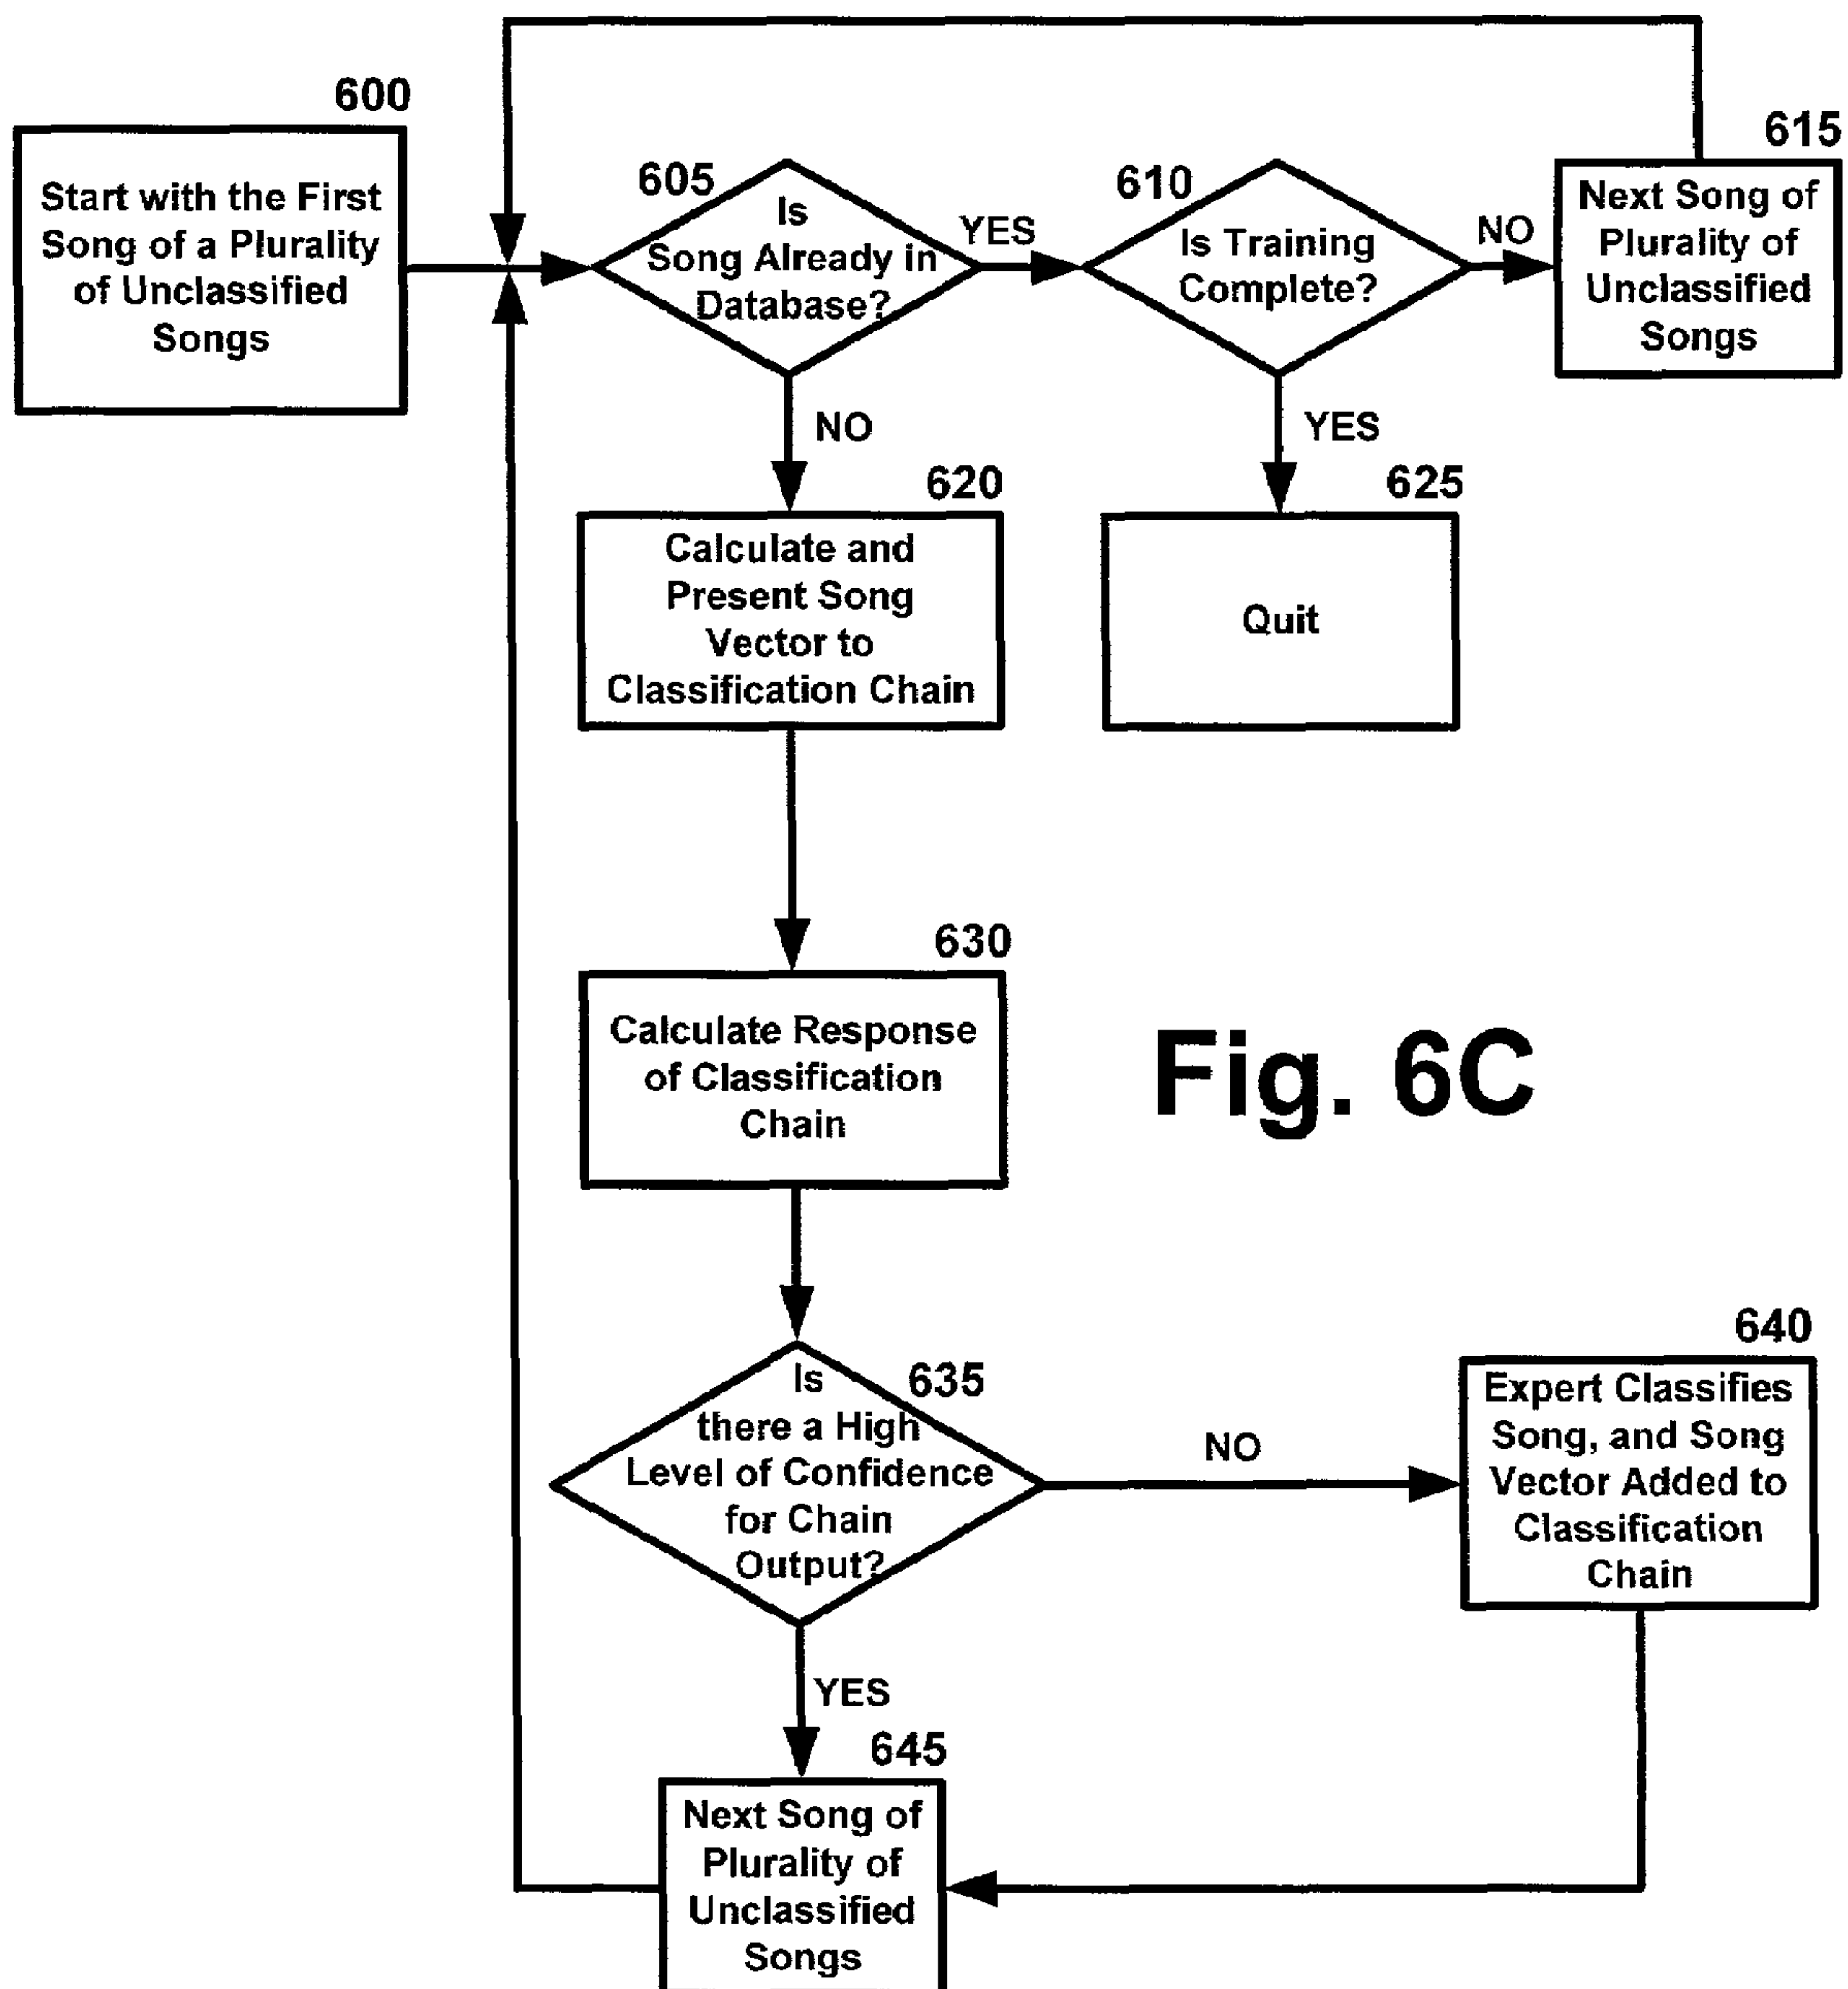 600
Start with the First
Song of a Plurality
of Unclassified
Songs
605
Is
Song Already in
Database?
YES
610
Is Training
Complete?
NO
615
Next Song of
Plurality of
Unclassified
Songs
NO
YES
620
Calculate and
Present Song
Vector to
Classification Chain
625
Quit
630
Calculate Response
of Classification
Chain
Fig. 6C
635
Is
there a High
Level of Confidence
for Chain
Output?
NO
640
Expert Classifies
Song, and Song
Vector Added to
Classification
Chain
YES
645
Next Song of
Plurality of
Unclassified
Songs